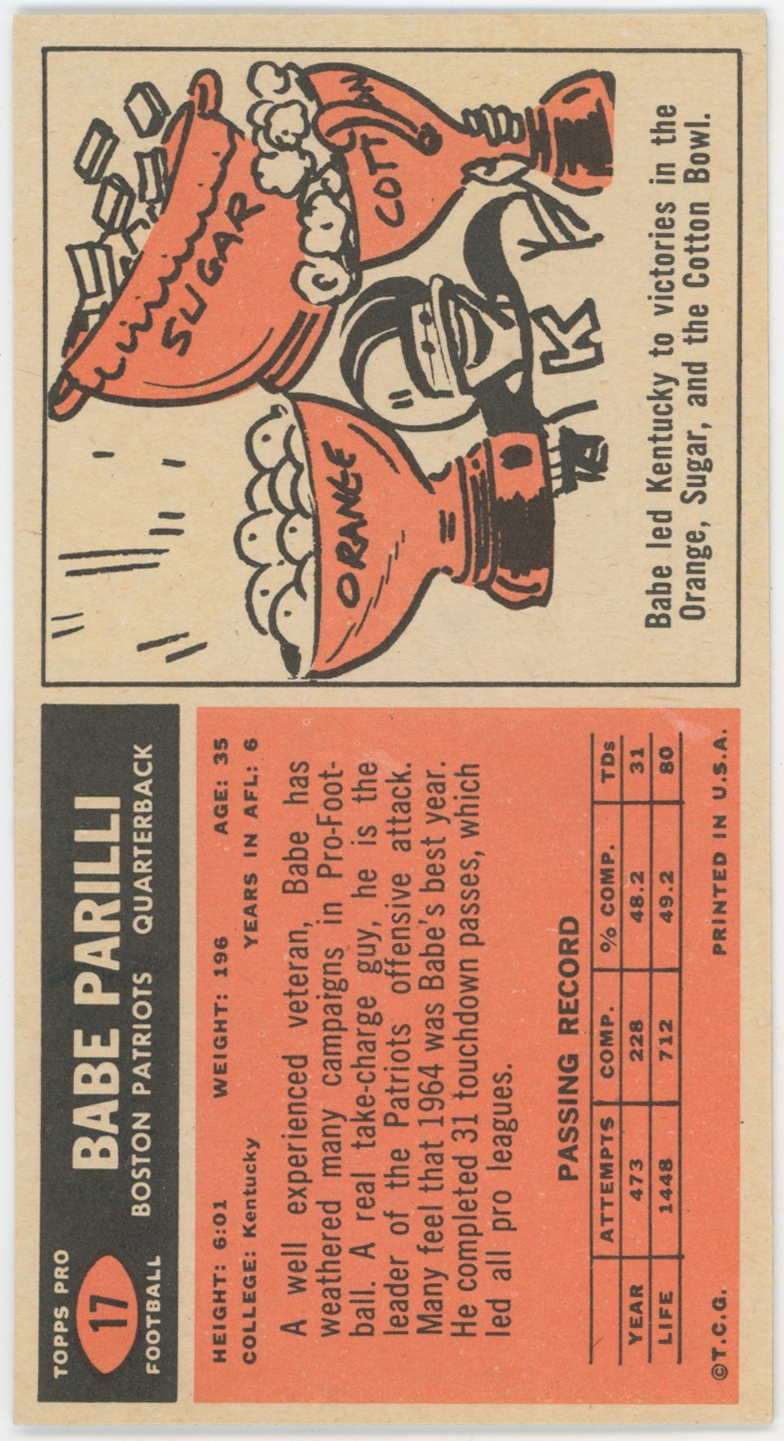 TOPPS PRO
17
FOOTBALL
BABE PARILLI
BOSTON PATRIOTS QUARTERBACK
HEIGHT: 6:01 WEIGHT: 196 AGE: 35
COLLEGE: Kentucky YEARS IN AFL: 6
A well experienced veteran, Babe has
weathered many campaigns in Pro-Foot-
ball. A real take-charge guy, he is the
leader of the Patriots offensive attack.
Many feel that 1964 was Babe's best year.
He completed 31 touchdown passes, which
led all pro leagues.
PASSING RECORD
ATTEMPTS COMP. % COMP. TDs
YEAR 473 228 48.2 31
LIFE 1448 712 49.2 80
©T.C.G. PRINTED IN U.S.A.
SUGAR
COTTON
ORANGE
K
Babe led Kentucky to victories in the
Orange, Sugar, and the Cotton Bowl.